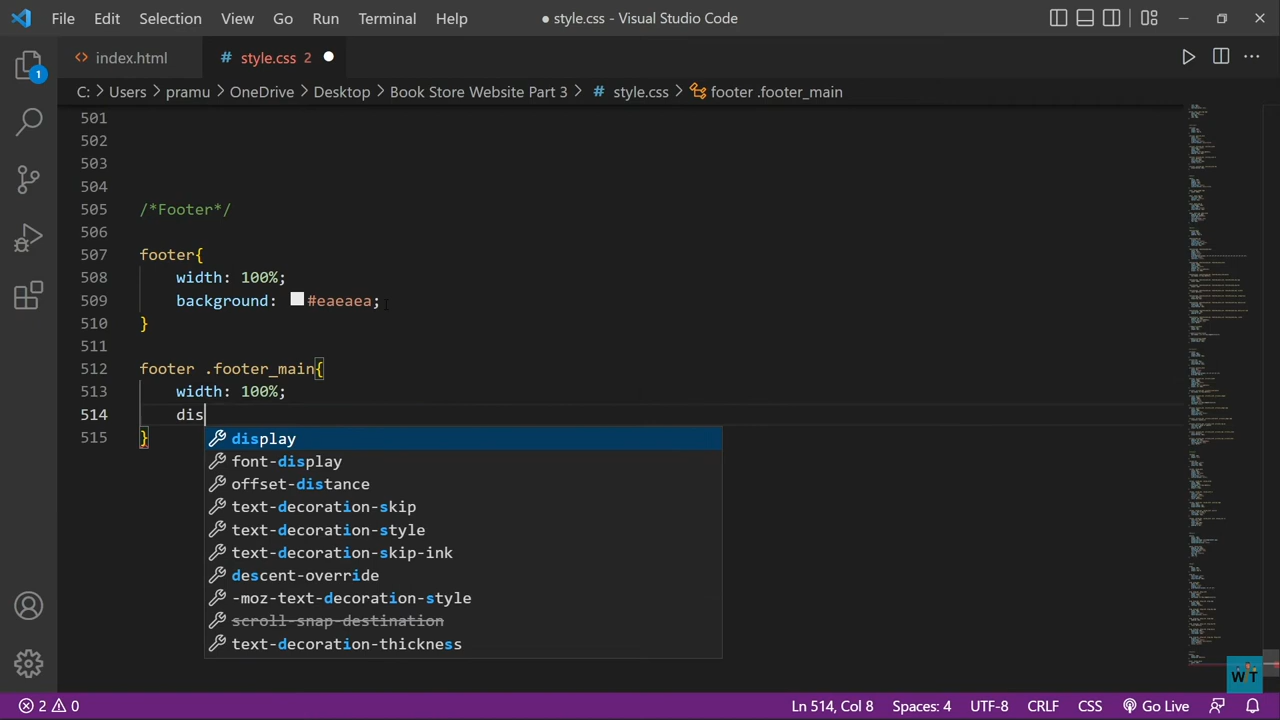 File Edit Selection View Go Run Terminal Help ● style.css - Visual Studio Code
index.html # style.css 2
C: > Users > pramu > OneDrive > Desktop > Book Store Website Part 3 > # style.css > footer .footer_main
1
501
502
503
504
505 /*Footer*/
506
507 footer{
508 width: 100%;
509 background: #eaeaea;
510 }
511
512 footer .footer_main{
513 width: 100%;
514 dis
515 }
display
font-display
offset-distance
text-decoration-skip
text-decoration-style
text-decoration-skip-ink
descent-override
-moz-text-decoration-style
scroll-snap-destination
text-decoration-thickness
WT
2 0 Ln 514, Col 8 Spaces: 4 UTF-8 CRLF CSS Go Live